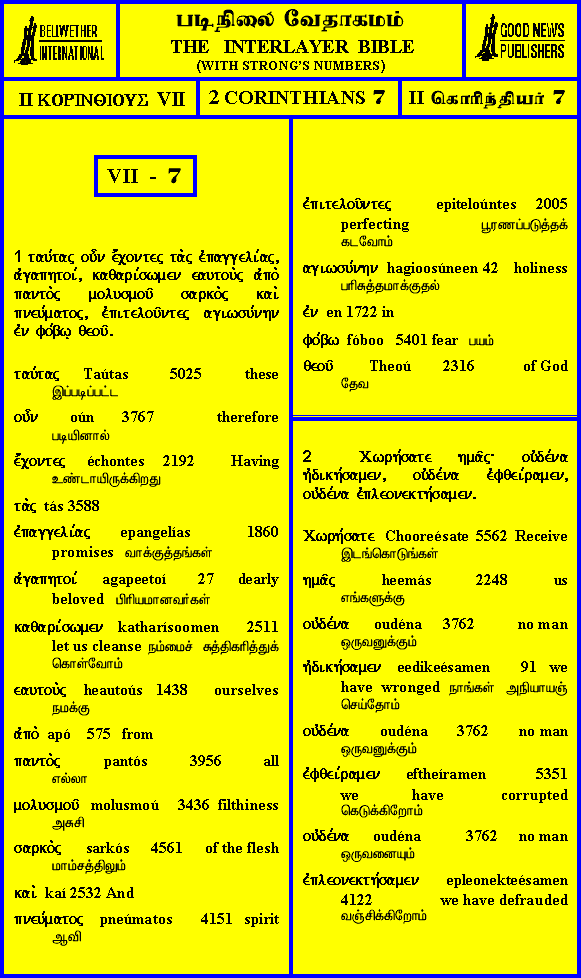 BELLWETHER
INTERNATIONAL
படிநிலை வேதாகமம்
THE INTERLAYER BIBLE
(WITH STRONG'S NUMBERS)
GOOD NEWS
PUBLISHERS
II ΚΟΡΙΝΘΙΟΥΣ VII
2 CORINTHIANS 7
II கொரிந்தியர் 7
VII - 7
1 ταύτας οὖν ἔχοντες τὰς ἐπαγγελίας,
ἀγαπητοί, καθαρίσωμεν εαυτοὺς ἀπὸ
παντὸς μολυσμοῦ σαρκὸς καὶ
πνεύματος, ἐπιτελοῦντες αγιωσύνην
ἐν φόβῳ θεοῦ.
ταύτας Taútas 5025 these
இப்படிப்பட்ட
οὖν oún 3767 therefore
படியினால்
ἔχοντες échontes 2192 Having
உண்டாயிருக்கிறது
τὰς tás 3588
ἐπαγγελίας epangelías 1860
promises வாக்குத்தங்கள்
ἀγαπητοί agapeetoí 27 dearly
beloved பிரியமானவர்கள்
καθαρίσωμεν katharísoomen 2511
let us cleanse நம்மைச் சுத்திகரித்துக்
கொள்வோம்
εαυτοὺς heautoús 1438 ourselves
நமக்கு
ἀπὸ apó 575 from
παντὸς pantós 3956 all
எல்லா
μολυσμοῦ molusmoú 3436 filthiness
அசுசி
σαρκὸς sarkós 4561 of the flesh
மாம்சத்திலும்
καὶ kaí 2532 And
πνεύματος pneúmatos 4151 spirit
ஆவி
ἐπιτελοῦντες epiteloúntes 2005
perfecting பூரணப்படுத்தக்
கடவோம்
αγιωσύνην hagioosúneen 42 holiness
பரிசுத்தமாக்குதல்
ἐν en 1722 in
φόβω fóboo 5401 fear பயம்
θεοῦ Theoú 2316 of God
தேவ
2 Χωρήσατε ημᾶς· οὐδένα
ἠδικήσαμεν, οὐδένα ἐφθείραμεν,
οὐδένα ἐπλεονεκτήσαμεν.
Χωρήσατε Chooreésate 5562 Receive
இடங்கொடுங்கள்
ημᾶς heemás 2248 us
எங்களுக்கு
οὐδένα oudéna 3762 no man
ஒருவனுக்கும்
ἠδικήσαμεν eedikeésamen 91 we
have wronged நாங்கள் அநியாயஞ்
செய்தோம்
οὐδένα oudéna 3762 no man
ஒருவனுக்கும்
ἐφθείραμεν eftheíramen 5351
we have corrupted
கெடுக்கிறோம்
οὐδένα oudéna 3762 no man
ஒருவனையும்
ἐπλεονεκτήσαμεν epleonekteésamen
4122 we have defrauded
வஞ்சிக்கிறோம்